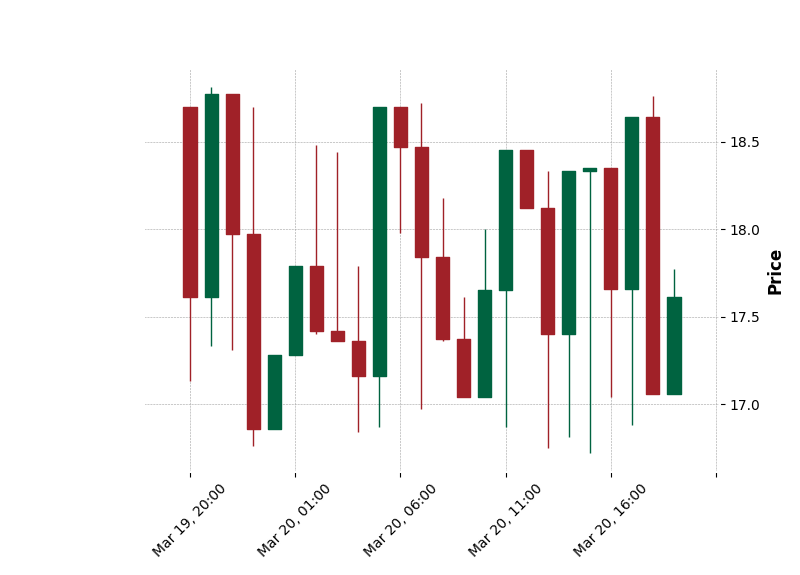 18.5
18.0
17.5
17.0
Price
Mar 19, 20:00
Mar 20, 01:00
Mar 20, 06:00
Mar 20, 11:00
Mar 20, 16:00